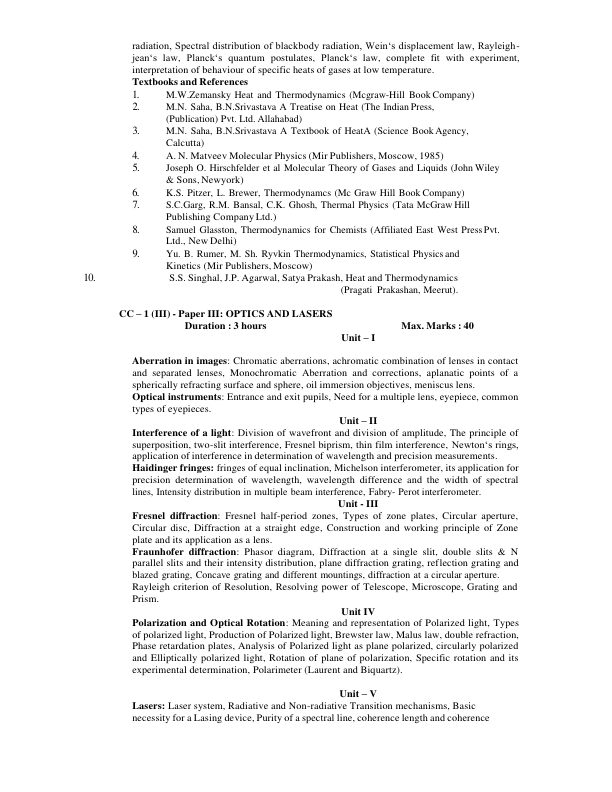 radiation, Spectral distribution of blackbody radiation, Wein‘s displacement law, Rayleigh-
jean‘s law, Planck‘s quantum postulates, Planck‘s law, complete fit with experiment,
interpretation of behaviour of specific heats of gases at low temperature.
Textbooks and References
1. M.W.Zemansky Heat and Thermodynamics (Mcgraw-Hill Book Company)
2. M.N. Saha, B.N.Srivastava A Treatise on Heat (The Indian Press,
(Publication) Pvt. Ltd. Allahabad)
3. M.N. Saha, B.N.Srivastava A Textbook of HeatA (Science Book Agency,
Calcutta)
4. A. N. Matveev Molecular Physics (Mir Publishers, Moscow, 1985)
5. Joseph O. Hirschfelder et al Molecular Theory of Gases and Liquids (John Wiley
& Sons, Newyork)
6. K.S. Pitzer, L. Brewer, Thermodynamcs (Mc Graw Hill Book Company)
7. S.C.Garg, R.M. Bansal, C.K. Ghosh, Thermal Physics (Tata McGraw Hill
Publishing Company Ltd.)
8. Samuel Glasston, Thermodynamics for Chemists (Affiliated East West Press Pvt.
Ltd., New Delhi)
9. Yu. B. Rumer, M. Sh. Ryvkin Thermodynamics, Statistical Physics and
Kinetics (Mir Publishers, Moscow)
10. S.S. Singhal, J.P. Agarwal, Satya Prakash, Heat and Thermodynamics
(Pragati Prakashan, Meerut).
CC – 1 (III) - Paper III: OPTICS AND LASERS
Duration : 3 hours Max. Marks : 40
Unit – I
Aberration in images: Chromatic aberrations, achromatic combination of lenses in contact
and separated lenses, Monochromatic Aberration and corrections, aplanatic points of a
spherically refracting surface and sphere, oil immersion objectives, meniscus lens.
Optical instruments: Entrance and exit pupils, Need for a multiple lens, eyepiece, common
types of eyepieces.
Unit – II
Interference of a light: Division of wavefront and division of amplitude, The principle of
superposition, two-slit interference, Fresnel biprism, thin film interference, Newton‘s rings,
application of interference in determination of wavelength and precision measurements.
Haidinger fringes: fringes of equal inclination, Michelson interferometer, its application for
precision determination of wavelength, wavelength difference and the width of spectral
lines, Intensity distribution in multiple beam interference, Fabry- Perot interferometer.
Unit - III
Fresnel diffraction: Fresnel half-period zones, Types of zone plates, Circular aperture,
Circular disc, Diffraction at a straight edge, Construction and working principle of Zone
plate and its application as a lens.
Fraunhofer diffraction: Phasor diagram, Diffraction at a single slit, double slits & N
parallel slits and their intensity distribution, plane diffraction grating, reflection grating and
blazed grating, Concave grating and different mountings, diffraction at a circular aperture.
Rayleigh criterion of Resolution, Resolving power of Telescope, Microscope, Grating and
Prism.
Unit IV
Polarization and Optical Rotation: Meaning and representation of Polarized light, Types
of polarized light, Production of Polarized light, Brewster law, Malus law, double refraction,
Phase retardation plates, Analysis of Polarized light as plane polarized, circularly polarized
and Elliptically polarized light, Rotation of plane of polarization, Specific rotation and its
experimental determination, Polarimeter (Laurent and Biquartz).
Unit – V
Lasers: Laser system, Radiative and Non-radiative Transition mechanisms, Basic
necessity for a Lasing device, Purity of a spectral line, coherence length and coherence